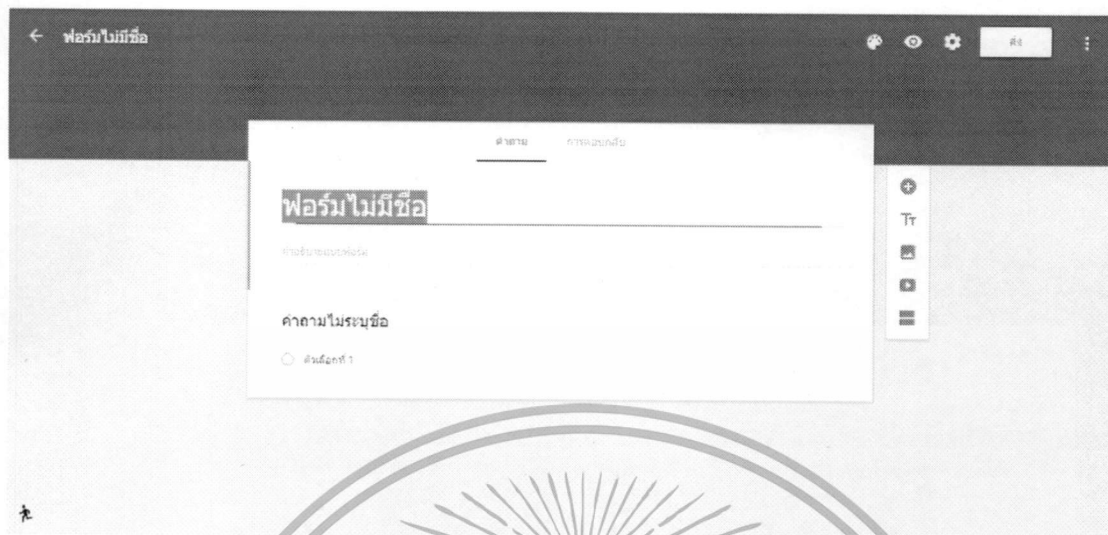 ฟอร์มไม่มีชื่อ
ส่ง
คำถาม การตอบกลับ
ฟอร์มไม่มีชื่อ
คำอธิบายแบบฟอร์ม
Tт
คำถามไม่ระบุชื่อ
ตัวเลือกที่ 1